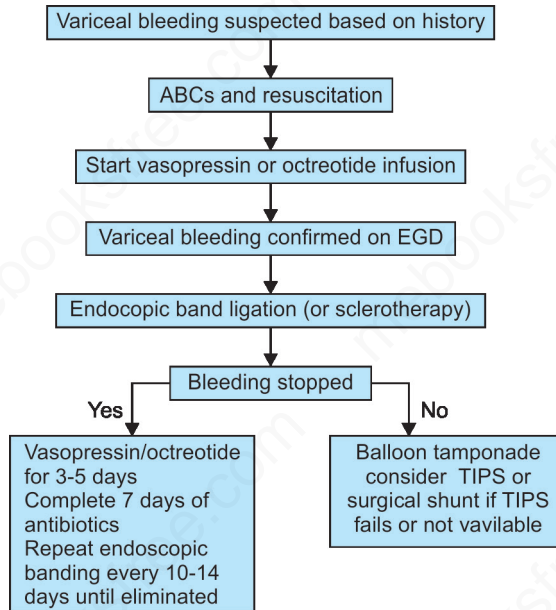 Variceal bleeding suspected based on history
ABCs and resuscitation
Start vasopressin or octreotide infusion
Variceal bleeding confirmed on EGD
Endocopic band ligation (or sclerotherapy)
Bleeding stopped
Yes
No
Vasopressin/octreotide
for 3-5 days
Complete 7 days of
antibiotics
Repeat endoscopic
banding every 10-14
days until eliminated
Balloon tamponade
consider TIPS or
surgical shunt if TIPS
fails or not vavilable